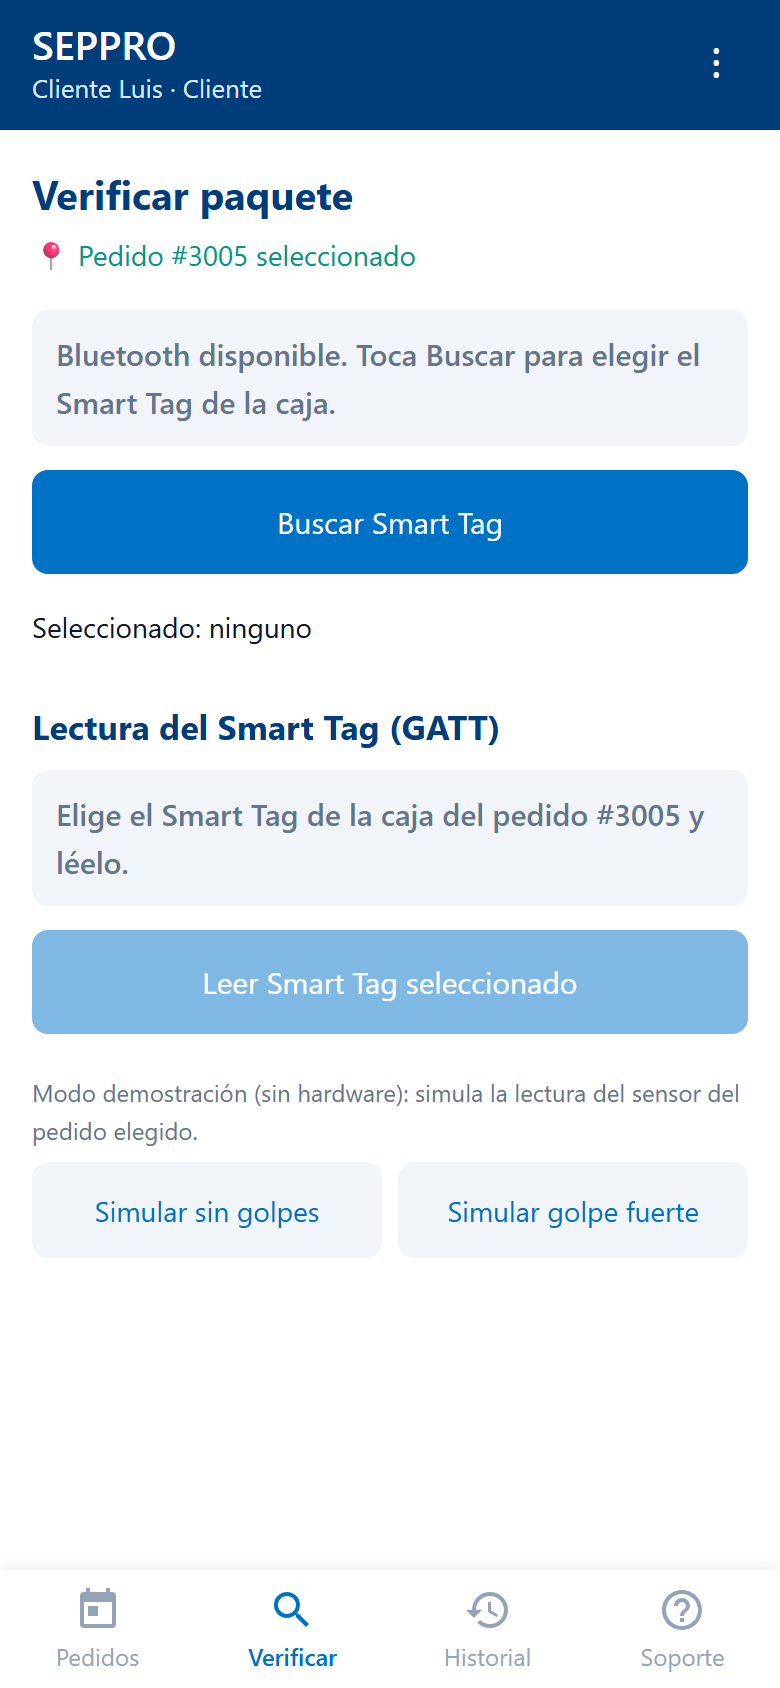 SEPPRO
Cliente Luis · Cliente
Verificar paquete
📍 Pedido #3005 seleccionado
Bluetooth disponible. Toca Buscar para elegir el
Smart Tag de la caja.
Buscar Smart Tag
Seleccionado: ninguno
Lectura del Smart Tag (GATT)
Elige el Smart Tag de la caja del pedido #3005 y
léelo.
Leer Smart Tag seleccionado
Modo demostración (sin hardware): simula la lectura del sensor del
pedido elegido.
Simular sin golpes
Simular golpe fuerte
Pedidos
Verificar
Historial
Soporte